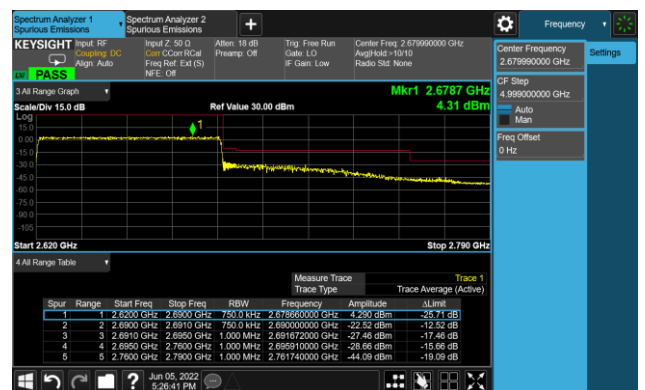 Spectrum Analyzer 1
Spurious Emissions
Spectrum Analyzer 2
Spurious Emissions
+
Frequency
KEYSIGHT
Input: RF
Coupling: DC
Align: Auto
Input Z: 50 Ω
Corr CCorr RCal
Freq Ref: Ext (S)
NFE: Off
Atten: 18 dB
Preamp: Off
Trig: Free Run
Gate: LO
IF Gain: Low
Center Freq: 2.679990000 GHz
Avg|Hold:>10/10
Radio Std: None
LXI
PASS
Center Frequency
2.679990000 GHz
Settings
CF Step
4.999000000 GHz
Auto
Man
Freq Offset
0 Hz
3 All Range Graph
Mkr1 2.6787 GHz
Scale/Div 15.0 dB
Ref Value 30.00 dBm
4.31 dBm
Log
15.0
0.00
-15.0
-30.0
-45.0
-60.0
-75.0
-90.0
-105
1
Start 2.620 GHz
Stop 2.790 GHz
4 All Range Table
Measure Trace
Trace 1
Trace Type
Trace Average (Active)
Spur Range Start Freq Stop Freq RBW Frequency Amplitude ΔLimit
1 1 2.6200 GHz 2.6900 GHz 750.0 kHz 2.678660000 GHz 4.290 dBm -25.71 dB
2 2 2.6900 GHz 2.6910 GHz 750.0 kHz 2.690000000 GHz -22.52 dBm -12.52 dB
3 3 2.6910 GHz 2.6950 GHz 1.000 MHz 2.691672000 GHz -27.46 dBm -17.46 dB
4 4 2.6950 GHz 2.7600 GHz 1.000 MHz 2.695910000 GHz -28.66 dBm -15.66 dB
5 5 2.7600 GHz 2.7900 GHz 1.000 MHz 2.761740000 GHz -44.09 dBm -19.09 dB
?
Jun 05, 2022
5:26:41 PM